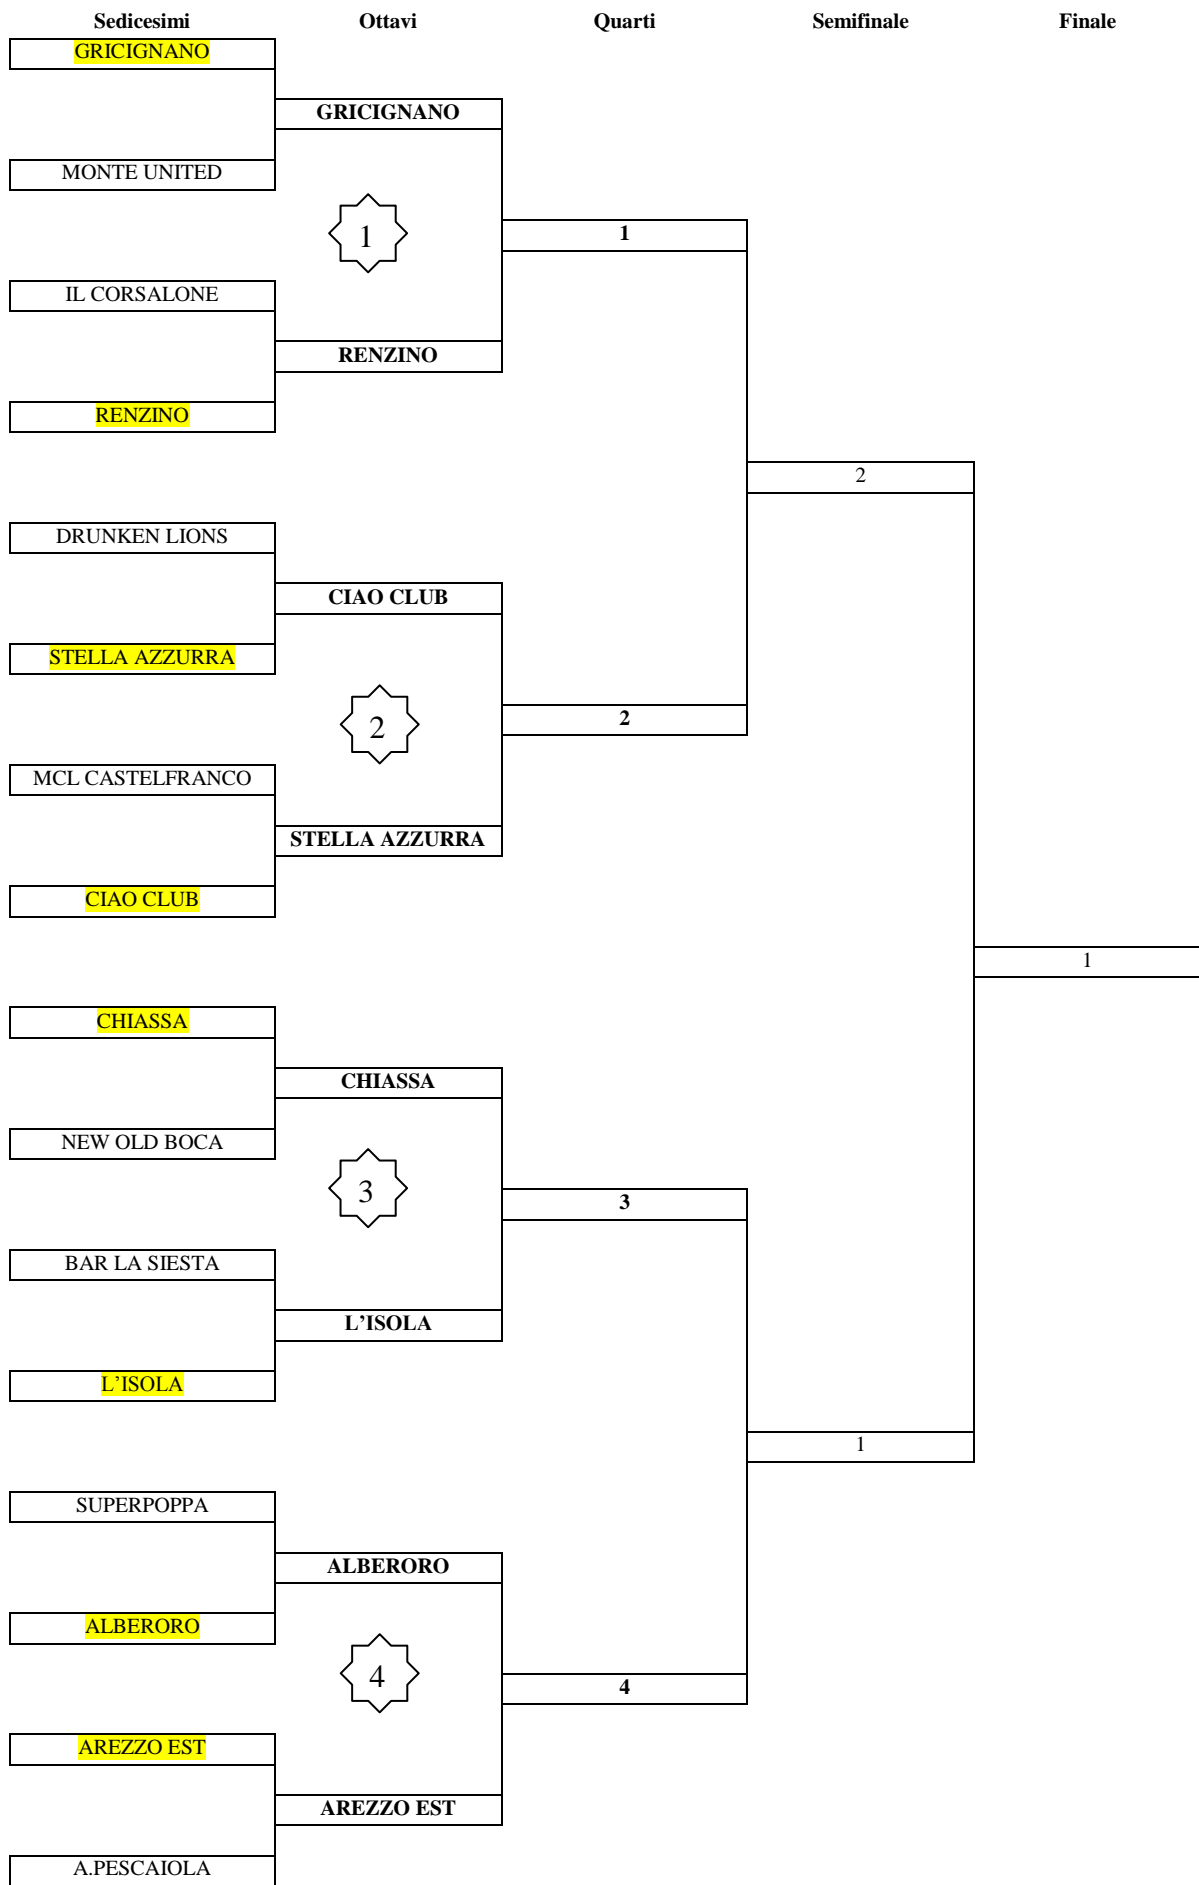 Sedicesimi Ottavi Quarti Semifinale Finale
GRICIGNANO
GRICIGNANO
MONTE UNITED
1
1
IL CORSALONE
RENZINO
RENZINO
2
DRUNKEN LIONS
CIAO CLUB
STELLA AZZURRA
2
2
MCL CASTELFRANCO
STELLA AZZURRA
CIAO CLUB
1
CHIASSA
CHIASSA
NEW OLD BOCA
3
3
BAR LA SIESTA
L'ISOLA
L'ISOLA
1
SUPERPOPPA
ALBERORO
ALBERORO
4
4
AREZZO EST
AREZZO EST
A.PESCAIOLA